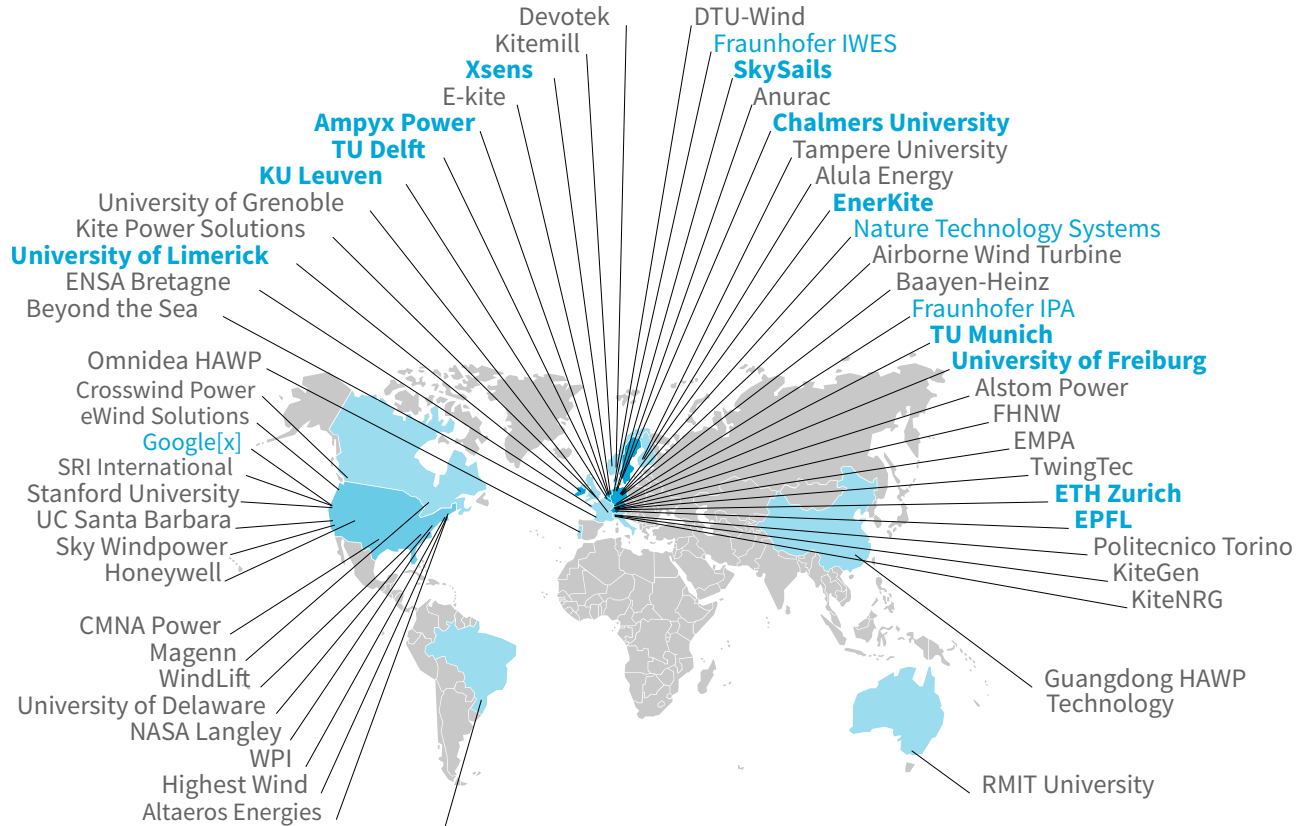 Devotek
Kitemill
Xsens
E-kite
Ampyx Power
TU Delft
KU Leuven
University of Grenoble
Kite Power Solutions
University of Limerick
ENSA Bretagne
Beyond the Sea
Omnidea HAWP
Crosswind Power
eWind Solutions
Google[x]
SRI International
Stanford University
UC Santa Barbara
Sky Windpower
Honeywell
CMNA Power
Magenn
WindLift
University of Delaware
NASA Langley
WPI
Highest Wind
Altaeros Energies
DTU-Wind
Fraunhofer IWES
SkySails
Anurac
Chalmers University
Tampere University
Alula Energy
EnerKite
Nature Technology Systems
Airborne Wind Turbine
Baayen-Heinz
Fraunhofer IPA
TU Munich
University of Freiburg
Alstom Power
FHNW
EMPA
TwingTec
ETH Zurich
EPFL
Politecnico Torino
KiteGen
KiteNRG
Guangdong HAWP
Technology
RMIT University